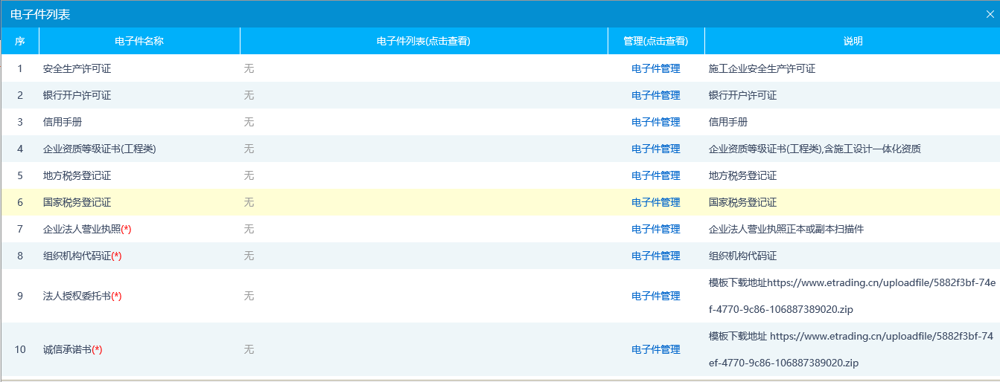 电子件列表
序 电子件名称 电子件列表(点击查看) 管理(点击查看) 说明
1 安全生产许可证 无 电子件管理 施工企业安全生产许可证
2 银行开户许可证 无 电子件管理 银行开户许可证
3 信用手册 无 电子件管理 信用手册
4 企业资质等级证书(工程类) 无 电子件管理 企业资质等级证书(工程类),含施工设计一体化资质
5 地方税务登记证 无 电子件管理 地方税务登记证
6 国家税务登记证 无 电子件管理 国家税务登记证
7 企业法人营业执照(*) 无 电子件管理 企业法人营业执照正本或副本扫描件
8 组织机构代码证(*) 无 电子件管理 组织机构代码证
9 法人授权委托书(*) 无 电子件管理 模板下载地址https://www.etrading.cn/uploadfile/5882f3bf-74e
f-4770-9c86-106887389020.zip
10 诚信承诺书(*) 无 电子件管理 模板下载地址 https://www.etrading.cn/uploadfile/5882f3bf-74
ef-4770-9c86-106887389020.zip